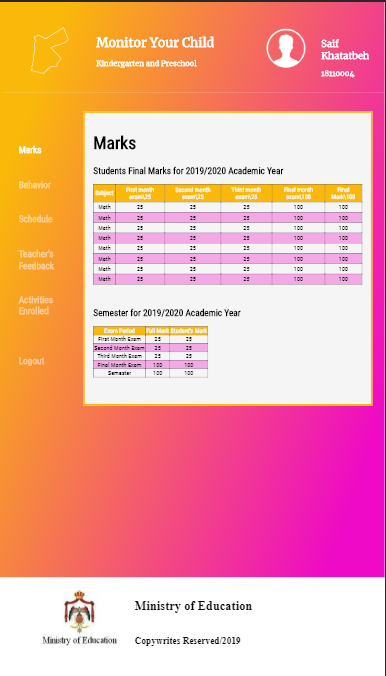 Monitor Your Child
Kindergarten and Preschool
Saif
Khatatbeh
18110004
Marks
Behavior
Schedule
Teacher's
Feedback
Activities
Enrolled
Logout
Marks
Students Final Marks for 2019/2020 Academic Year
Subject First month exam\25 Second month exam\25 Third month exam\25 Final month exam\100 Final Mark\100
Math 25 25 25 100 100
Math 25 25 25 100 100
Math 25 25 25 100 100
Math 25 25 25 100 100
Math 25 25 25 100 100
Math 25 25 25 100 100
Math 25 25 25 100 100
Math 25 25 25 100 100
Semester for 2019/2020 Academic Year
Exam Period Full Mark Student's Mark
First Month Exam 25 25
Second Month Exam 25 25
Third Month Exam 25 25
Final Month Exam 100 100
Semester 100 100
Ministry of Education
Ministry of Education
Copywrites Reserved/2019